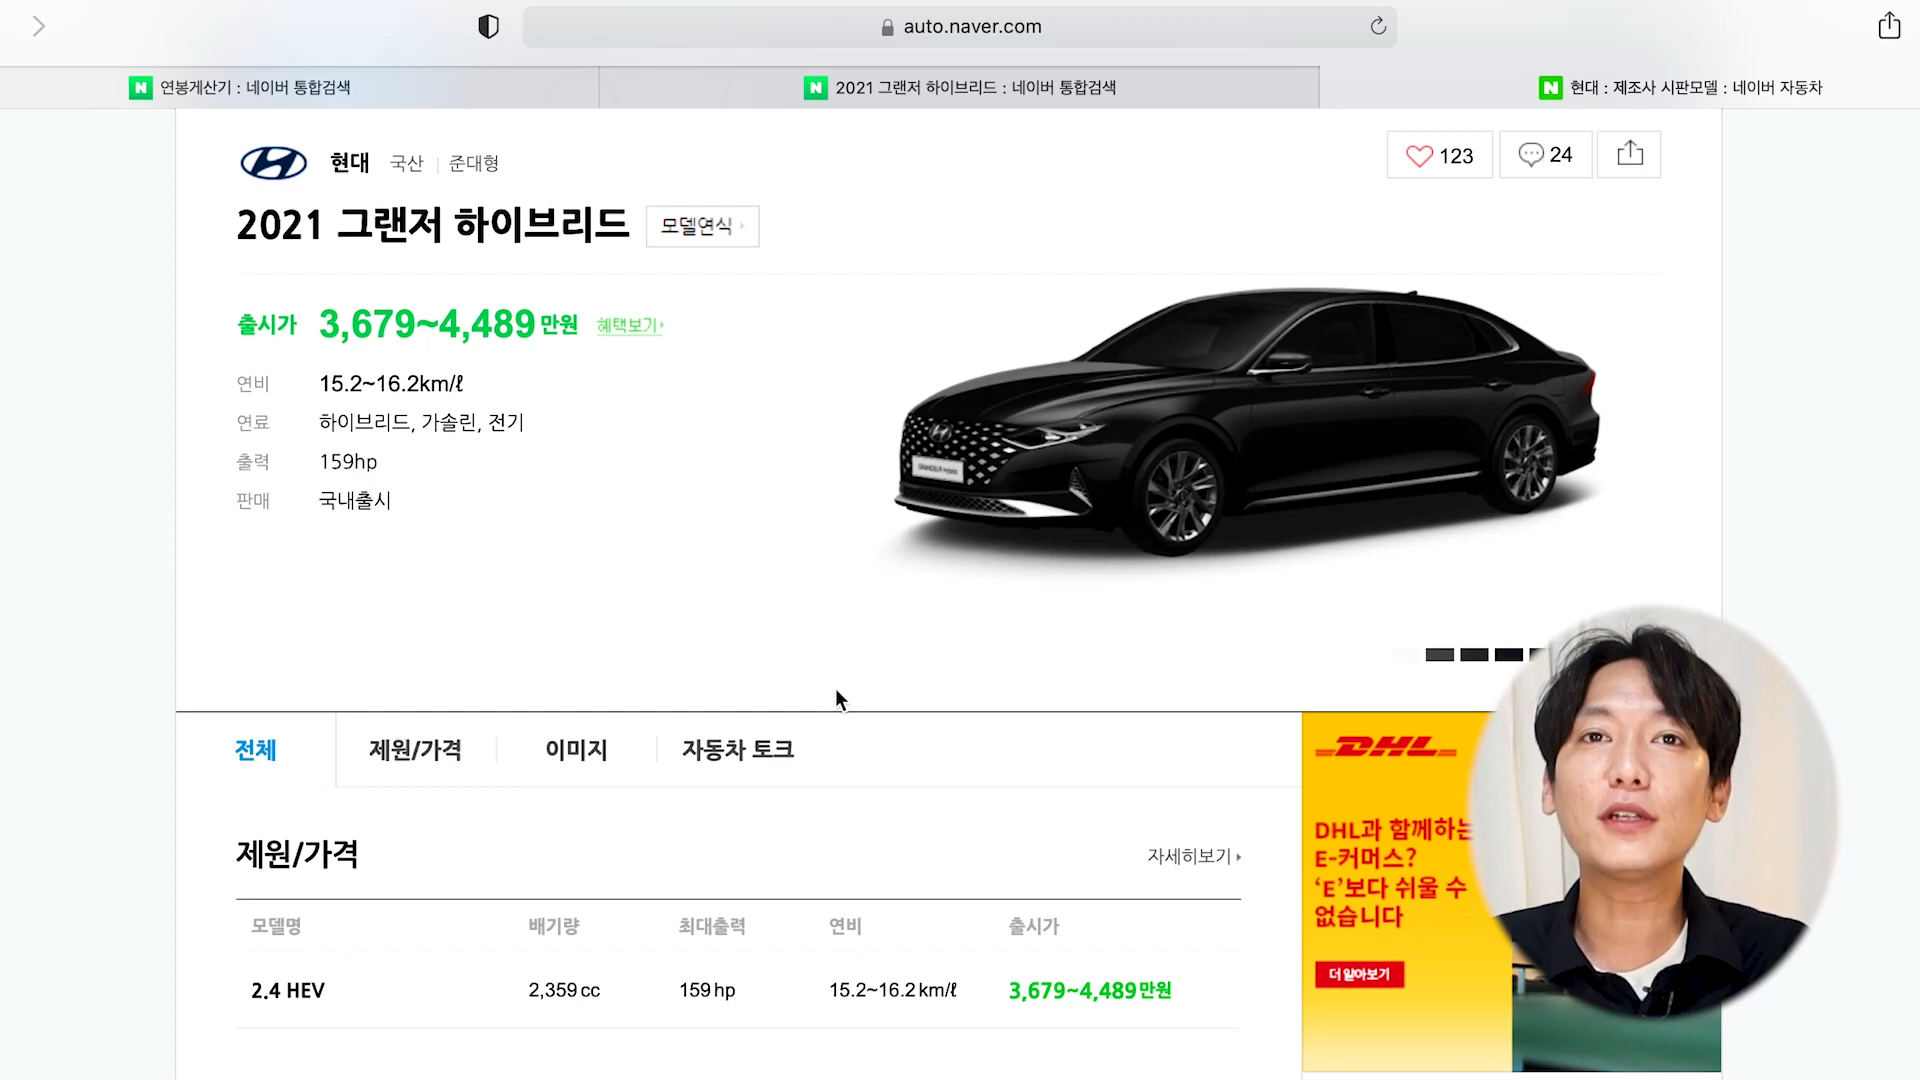 auto.naver.com
N 연봉계산기 : 네이버 통합검색
N 2021 그랜저 하이브리드 : 네이버 통합검색
N 현대 : 제조사 시판모델 : 네이버 자동차
현대 국산 | 준대형
123
24
2021 그랜저 하이브리드
모델연식
출시가 3,679~4,489 만원 혜택보기
연비 15.2~16.2km/ℓ
연료 하이브리드, 가솔린, 전기
출력 159hp
판매 국내출시
전체
제원/가격
이미지
자동차 토크
제원/가격
자세히보기
모델명 배기량 최대출력 연비 출시가
2.4 HEV 2,359 cc 159 hp 15.2~16.2 km/ℓ 3,679~4,489만원
DHL
DHL과 함께하는
E-커머스?
‘E’보다 쉬울 수
없습니다
더 알아보기